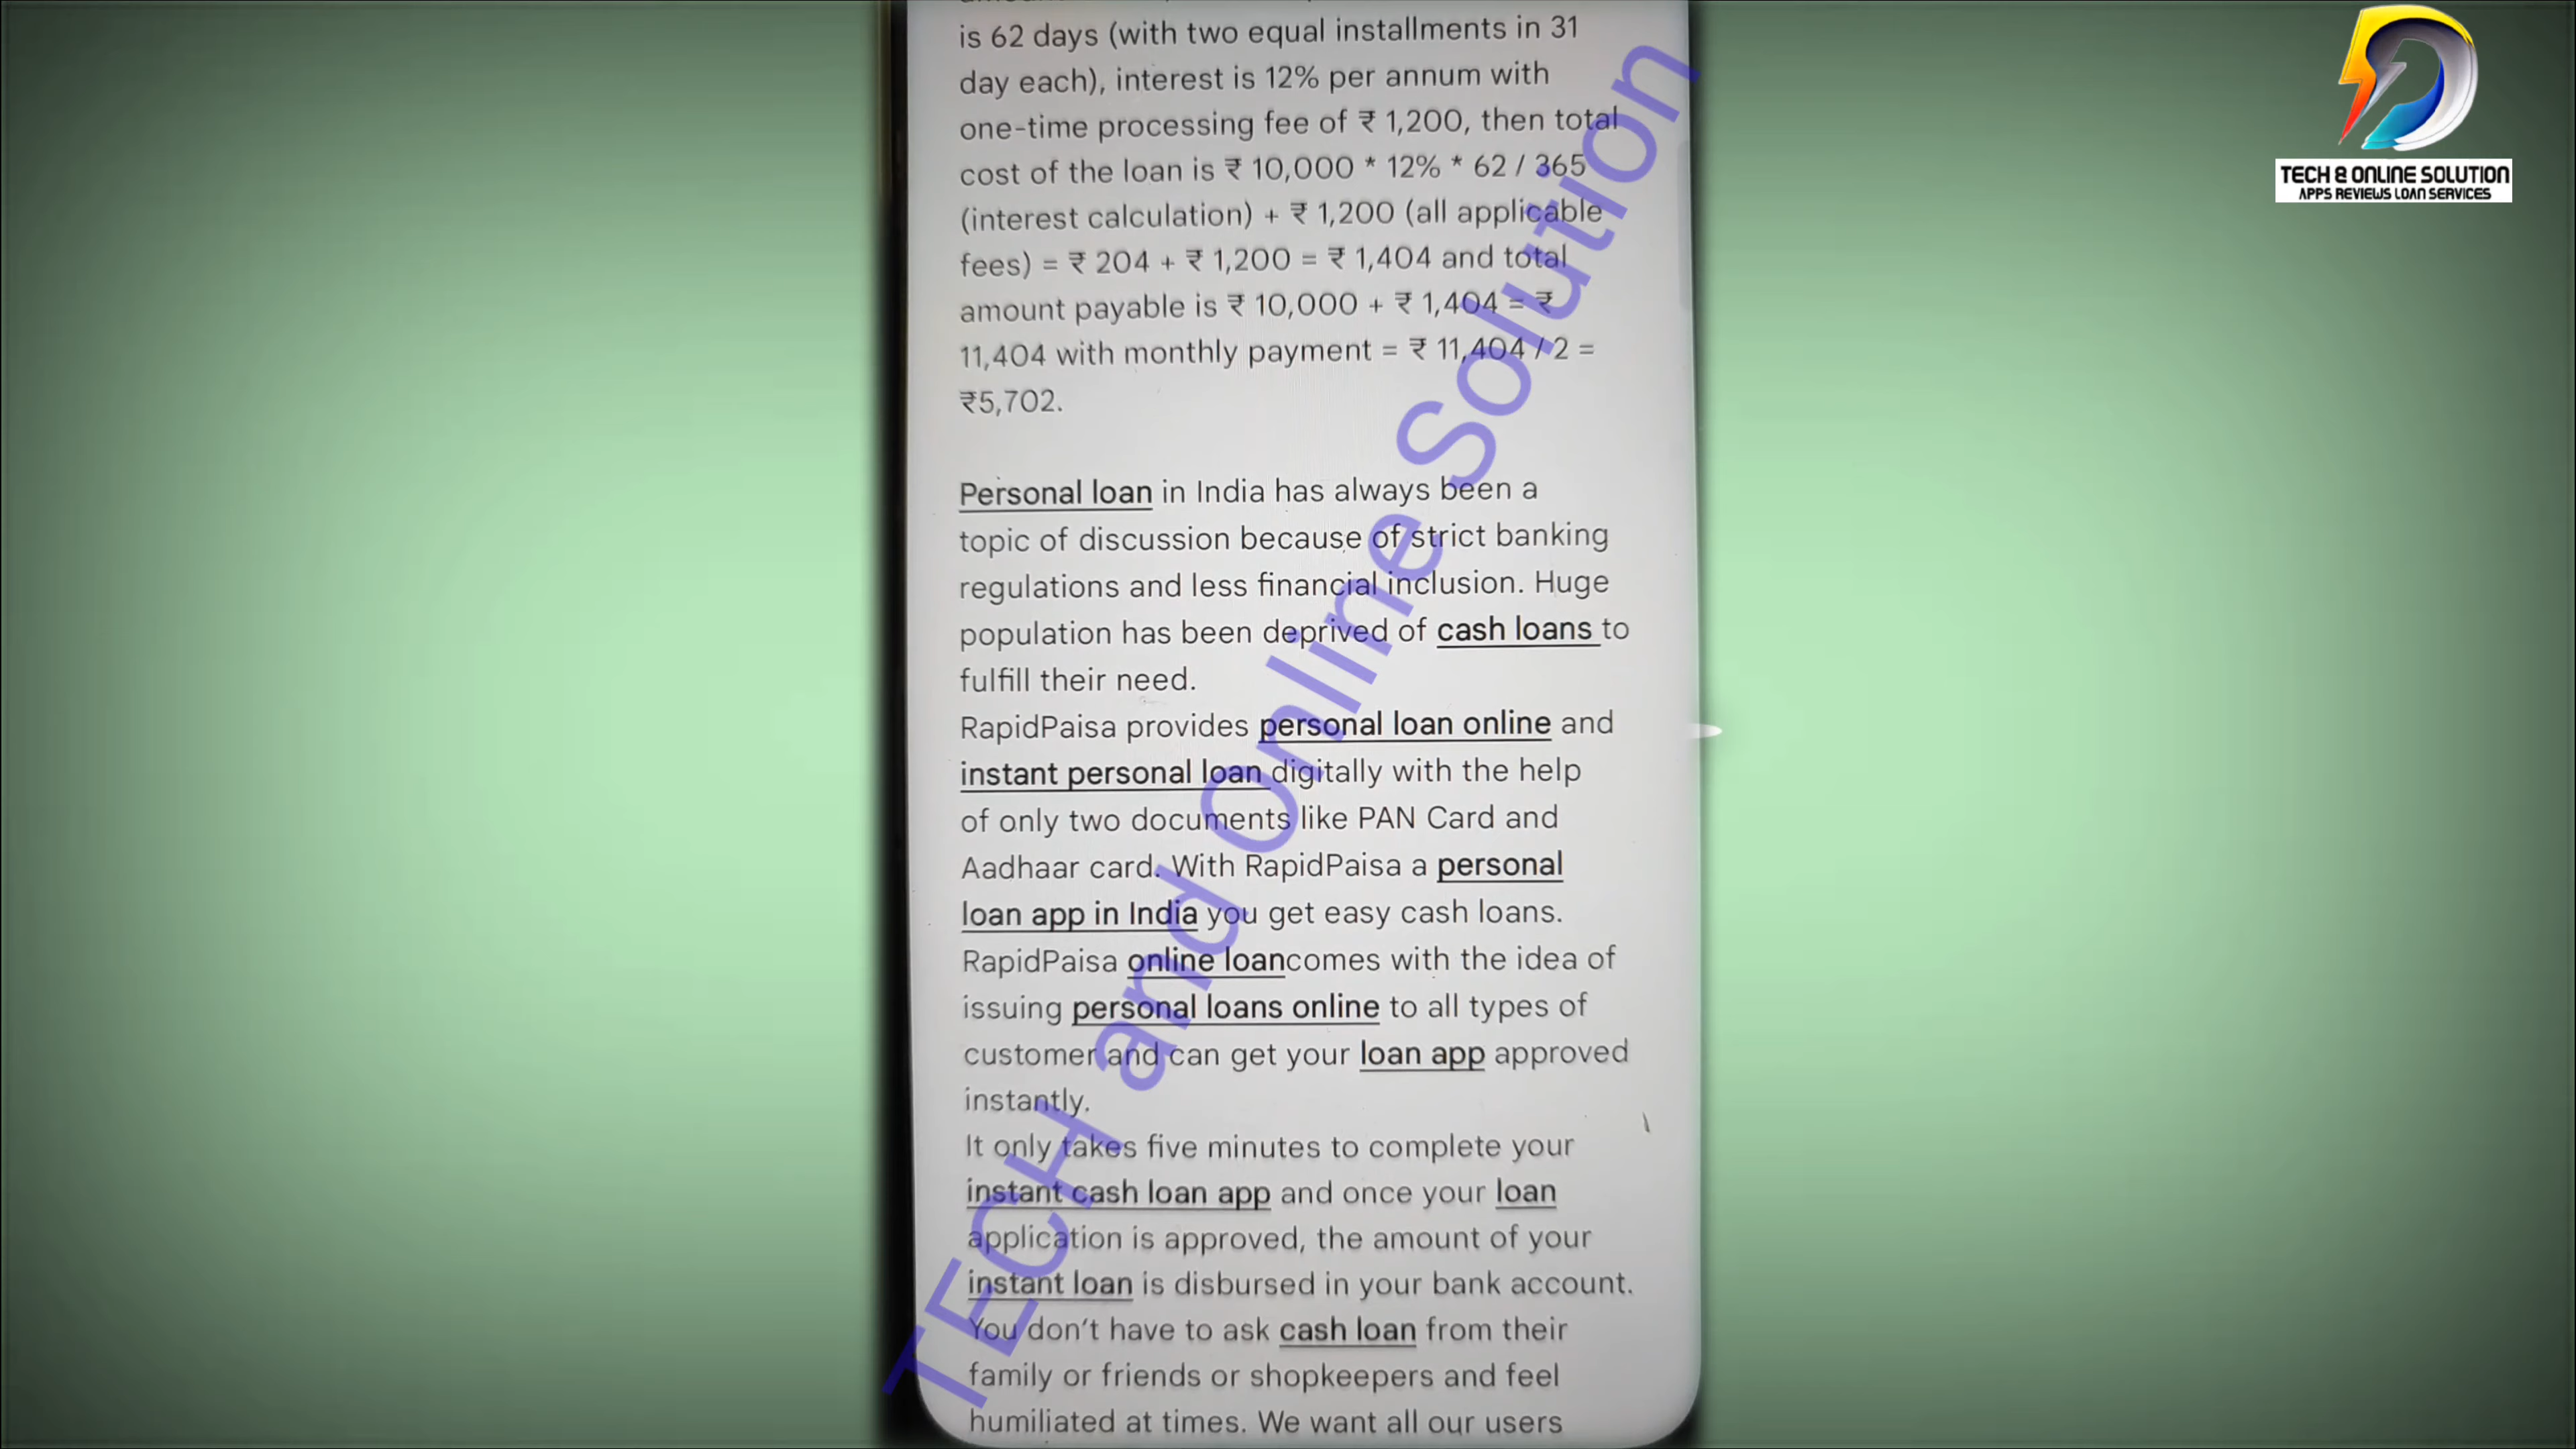 is 62 days (with two equal installments in 31
day each), interest is 12% per annum with
one-time processing fee of ₹ 1,200, then total
cost of the loan is ₹ 10,000 * 12% * 62 / 365
(interest calculation) + ₹ 1,200 (all applicable
fees) = ₹ 204 + ₹ 1,200 = ₹ 1,404 and total
amount payable is ₹ 10,000 + ₹ 1,404 = ₹
11,404 with monthly payment = ₹ 11,404 / 2 =
₹5,702.
Personal loan in India has always been a
topic of discussion because of strict banking
regulations and less financial inclusion. Huge
population has been deprived of cash loans to
fulfill their need.
RapidPaisa provides personal loan online and
instant personal loan digitally with the help
of only two documents like PAN Card and
Aadhaar card. With RapidPaisa a personal
loan app in India you get easy cash loans.
RapidPaisa online loancomes with the idea of
issuing personal loans online to all types of
customer and can get your loan app approved
instantly.
It only takes five minutes to complete your
instant cash loan app and once your loan
application is approved, the amount of your
instant loan is disbursed in your bank account.
You don't have to ask cash loan from their
family or friends or shopkeepers and feel
humiliated at times. We want all our users
TECH and Online Solution
TECH & ONLINE SOLUTION
APPS REVIEWS LOAN SERVICES